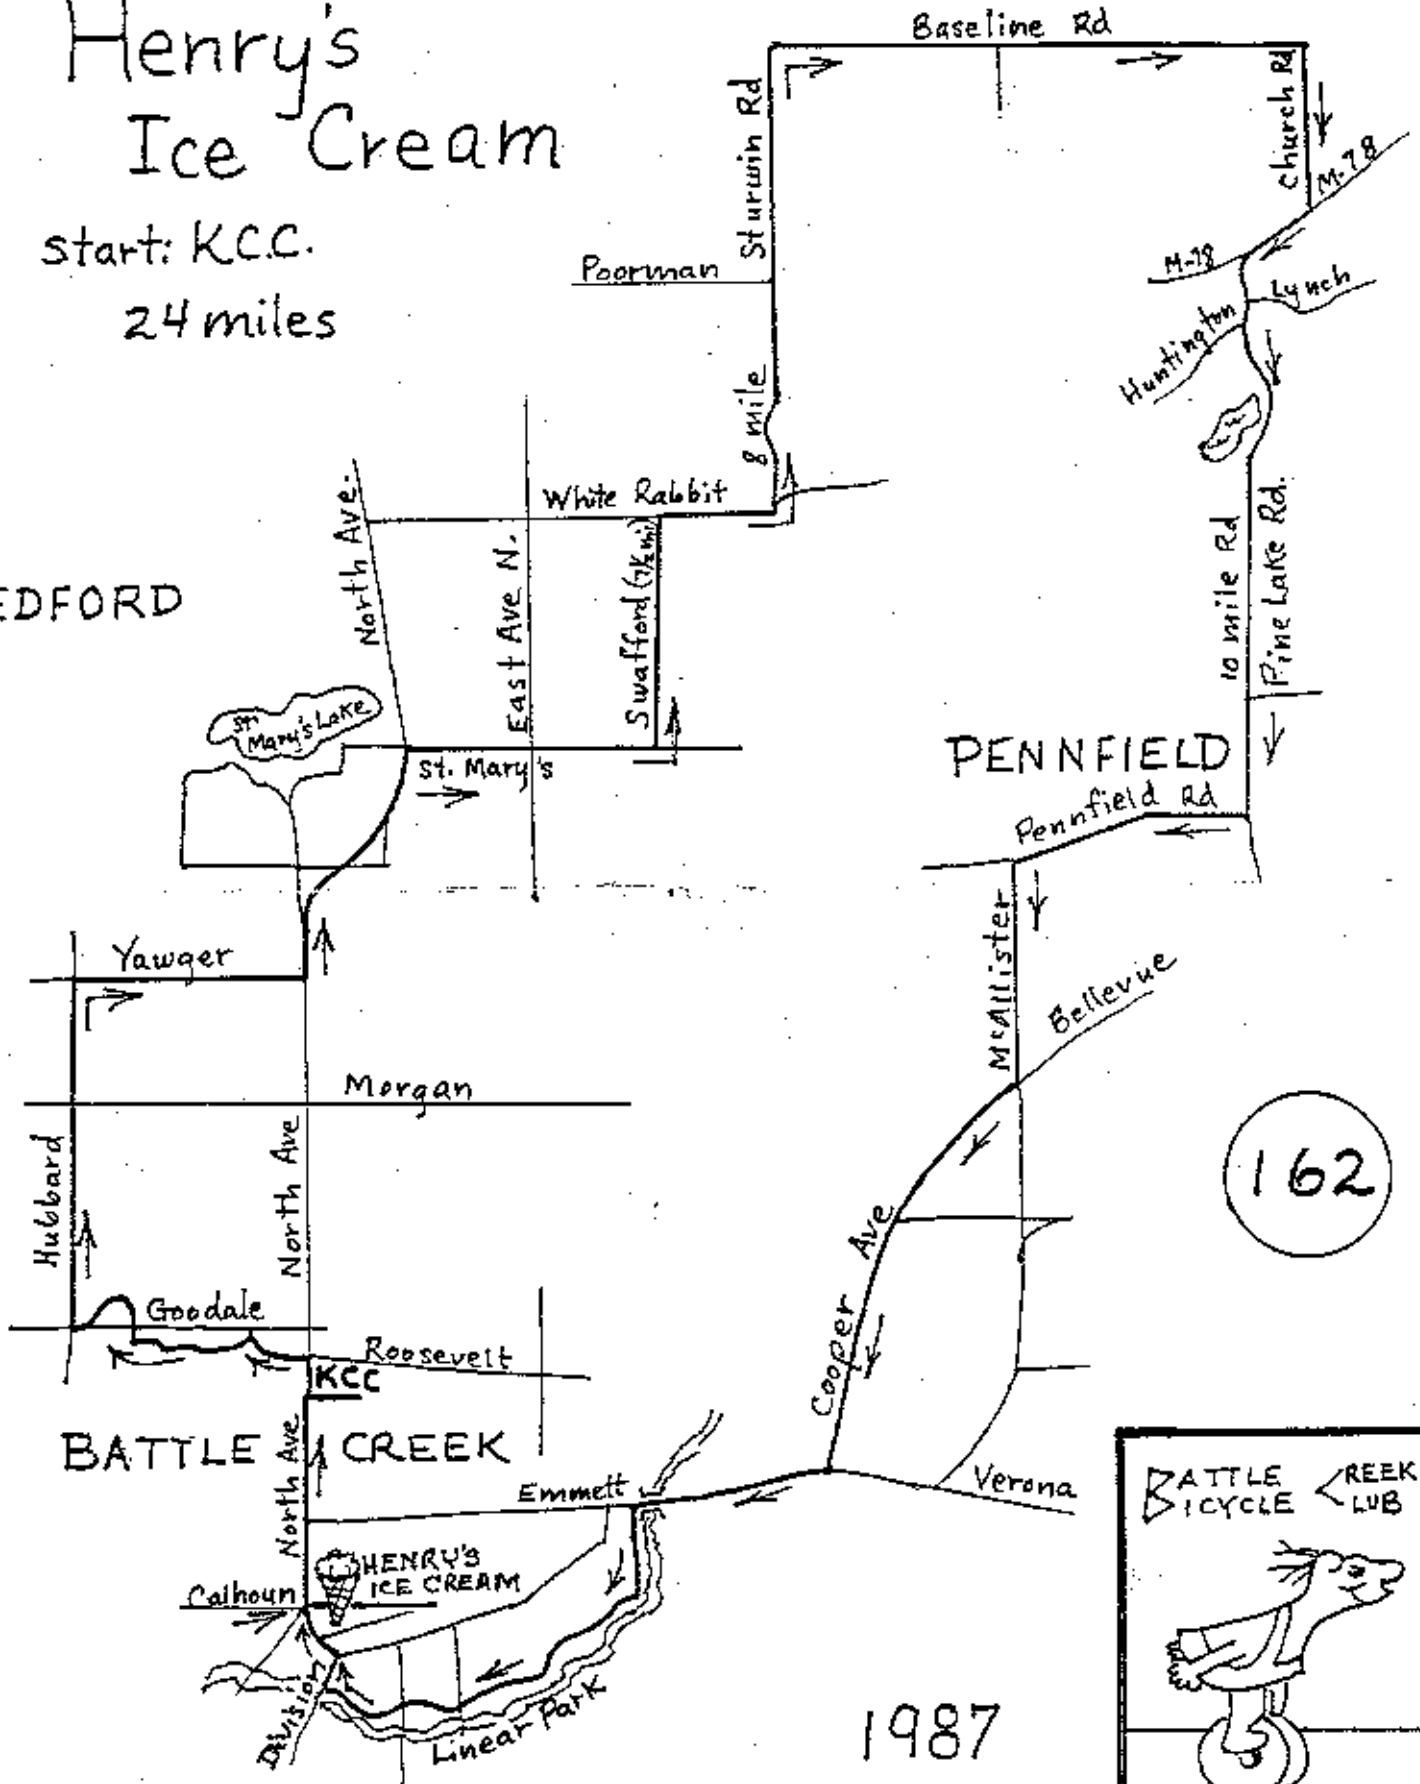 Henry's
Ice Cream
start: K.C.C.
24 miles
Baseline Rd
Sturwin Rd
Church Rd
M-78
M-78
Lynch
Huntington
Poorman
8 mile
White Rabbit
North Ave.
East Ave N.
Swafford (7½ mi)
10 mile Rd
Pine Lake Rd.
EDFORD
St. Mary's Lake
St. Mary's
PENNFIELD
Pennfield Rd
McAllister
Bellevue
Yawger
Morgan
Hubbard
North Ave
162
Goodale
Roosevelt
KCC
Cooper Ave
BATTLE CREEK
North Ave
Emmett
Verona
HENRY'S
ICE CREAM
Calhoun
Division
Linear Park
1987
BATTLE CREEK
BICYCLE CLUB